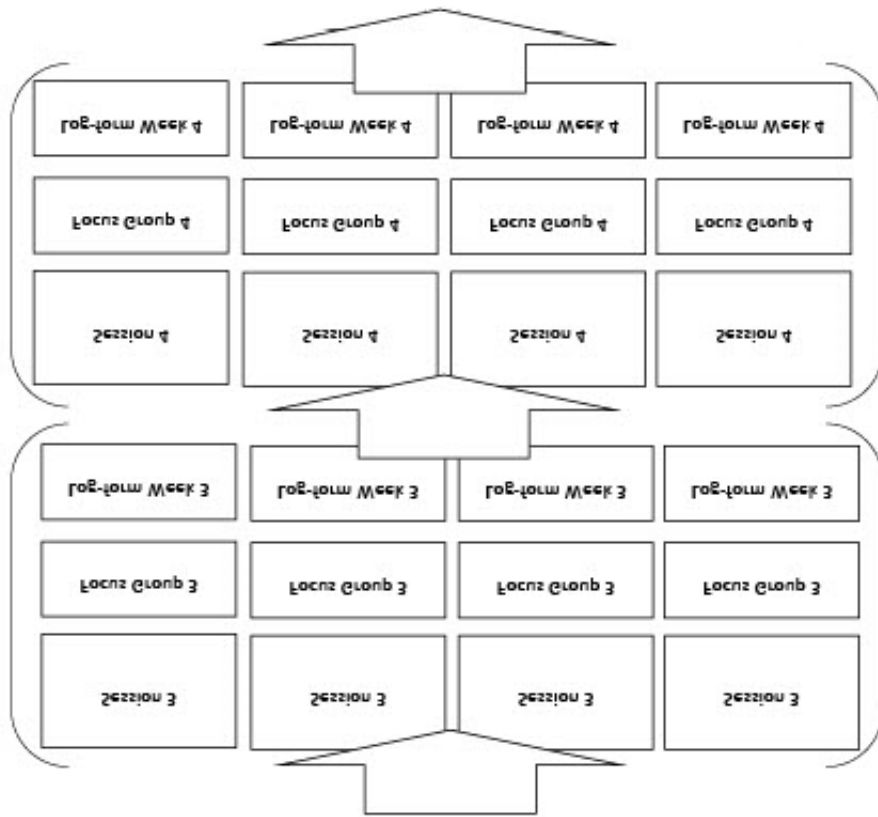 Session 3 Session 3 Session 3 Session 3
Focus Group 3 Focus Group 3 Focus Group 3 Focus Group 3
Log-form Week 3 Log-form Week 3 Log-form Week 3 Log-form Week 3
Session 4 Session 4 Session 4 Session 4
Focus Group 4 Focus Group 4 Focus Group 4 Focus Group 4
Log-form Week 4 Log-form Week 4 Log-form Week 4 Log-form Week 4